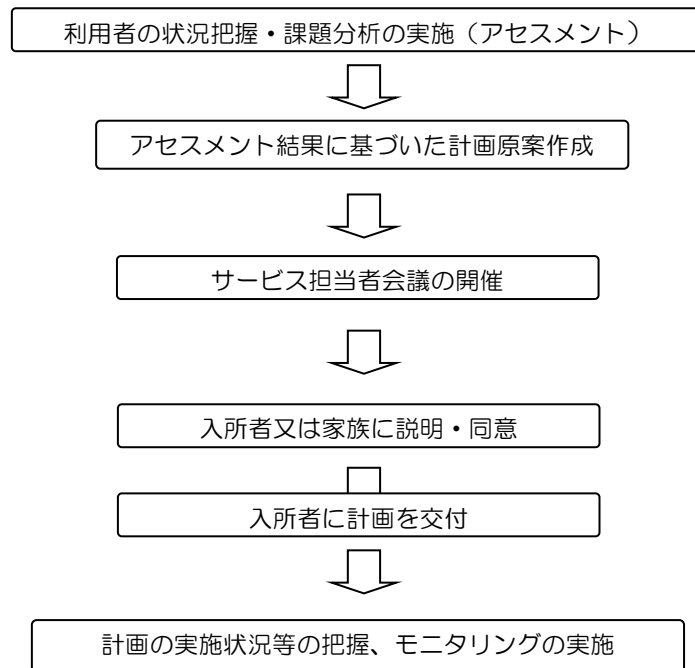 利用者の状況把握・課題分析の実施（アセスメント）
アセスメント結果に基づいた計画原案作成
サービス担当者会議の開催
入所者又は家族に説明・同意
入所者に計画を交付
計画の実施状況等の把握、モニタリングの実施